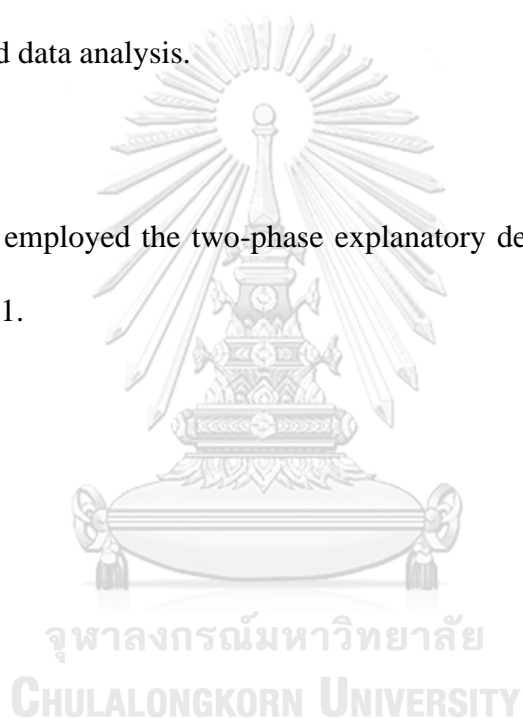 d data analysis.
employed the two-phase explanatory de
1.
จุฬาลงกรณ์มหาวิทยาลัย
CHULALONGKORN UNIVERSITY